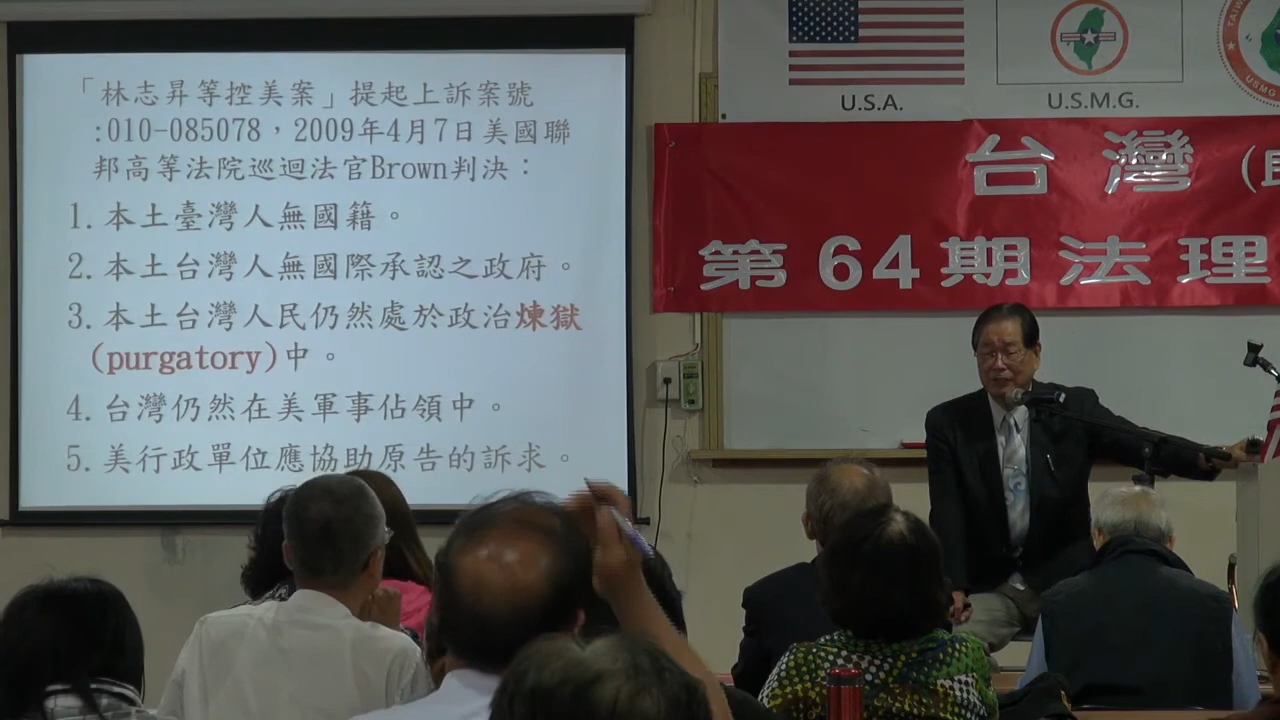 「林志昇等控美案」提起上訴案號
:010-085078，2009年4月7日美國聯
邦高等法院巡迴法官Brown判決：
1.本土臺灣人無國籍。
2.本土台灣人無國際承認之政府。
3.本土台灣人民仍然處於政治煉獄
(purgatory)中。
4.台灣仍然在美軍事佔領中。
5.美行政單位應協助原告的訴求。
U.S.A.
U.S.M.G.
台灣(
第64期法理